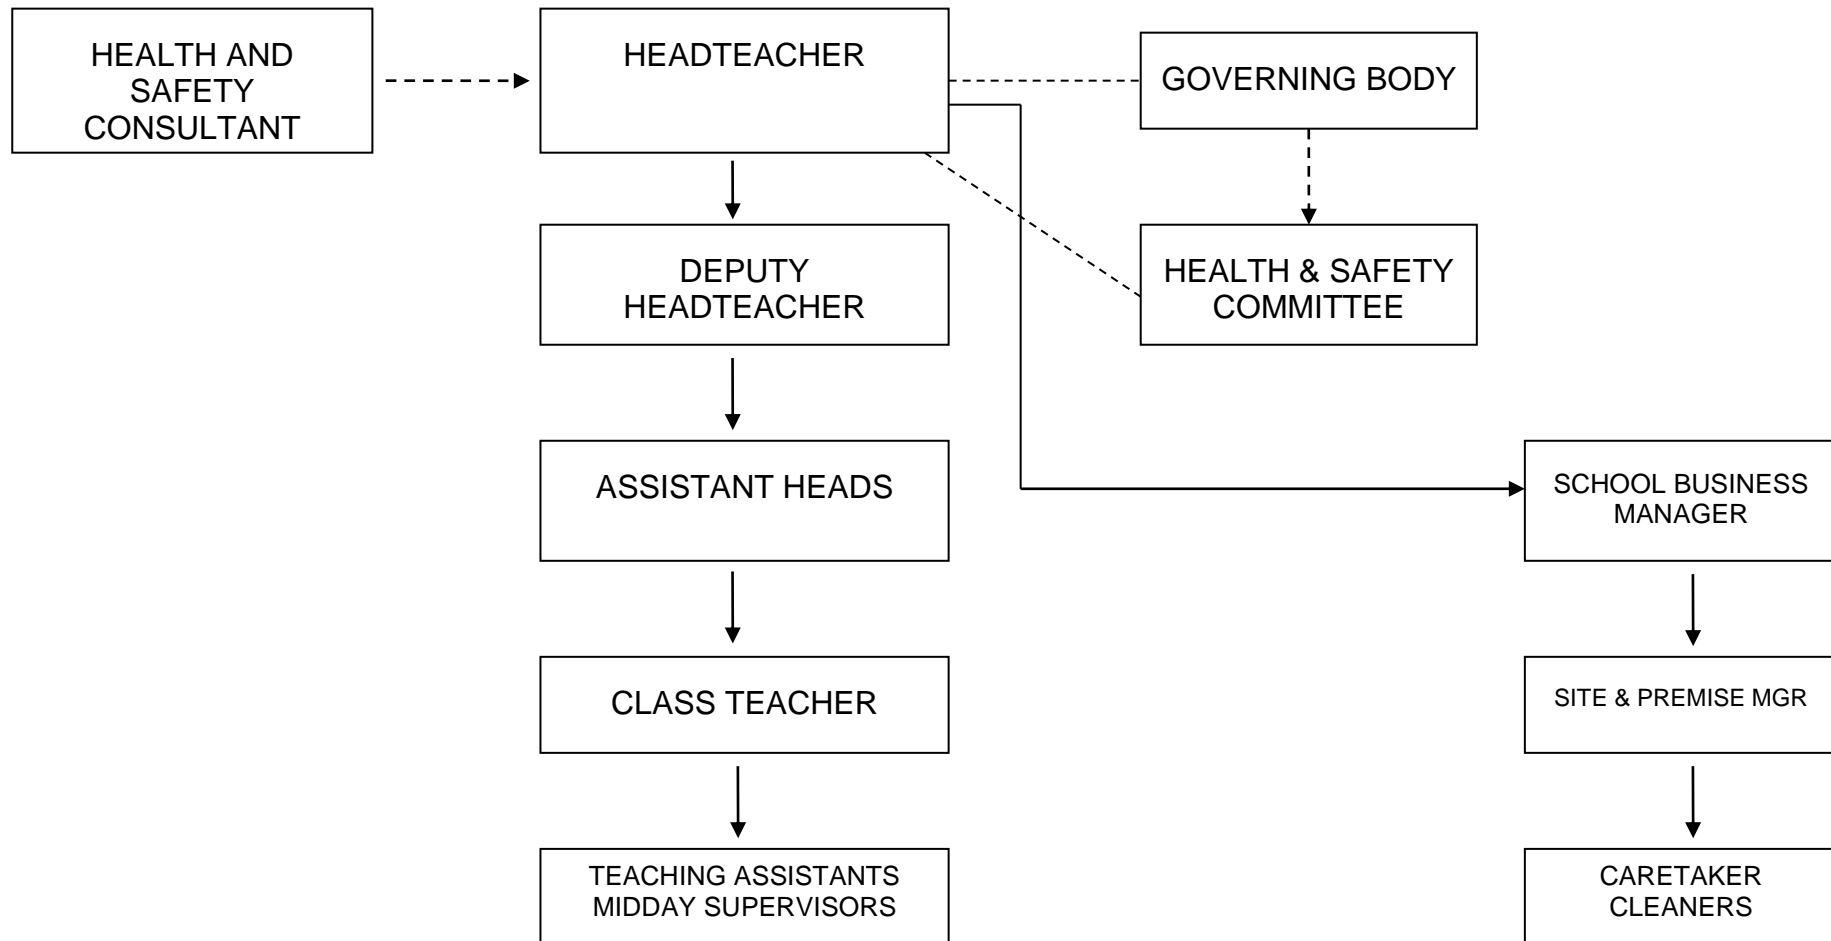 HEALTH AND
SAFETY
CONSULTANT
HEADTEACHER
GOVERNING BODY
DEPUTY
HEADTEACHER
HEALTH & SAFETY
COMMITTEE
ASSISTANT HEADS
SCHOOL BUSINESS
MANAGER
CLASS TEACHER
SITE & PREMISE MGR
TEACHING ASSISTANTS
MIDDAY SUPERVISORS
CARETAKER
CLEANERS